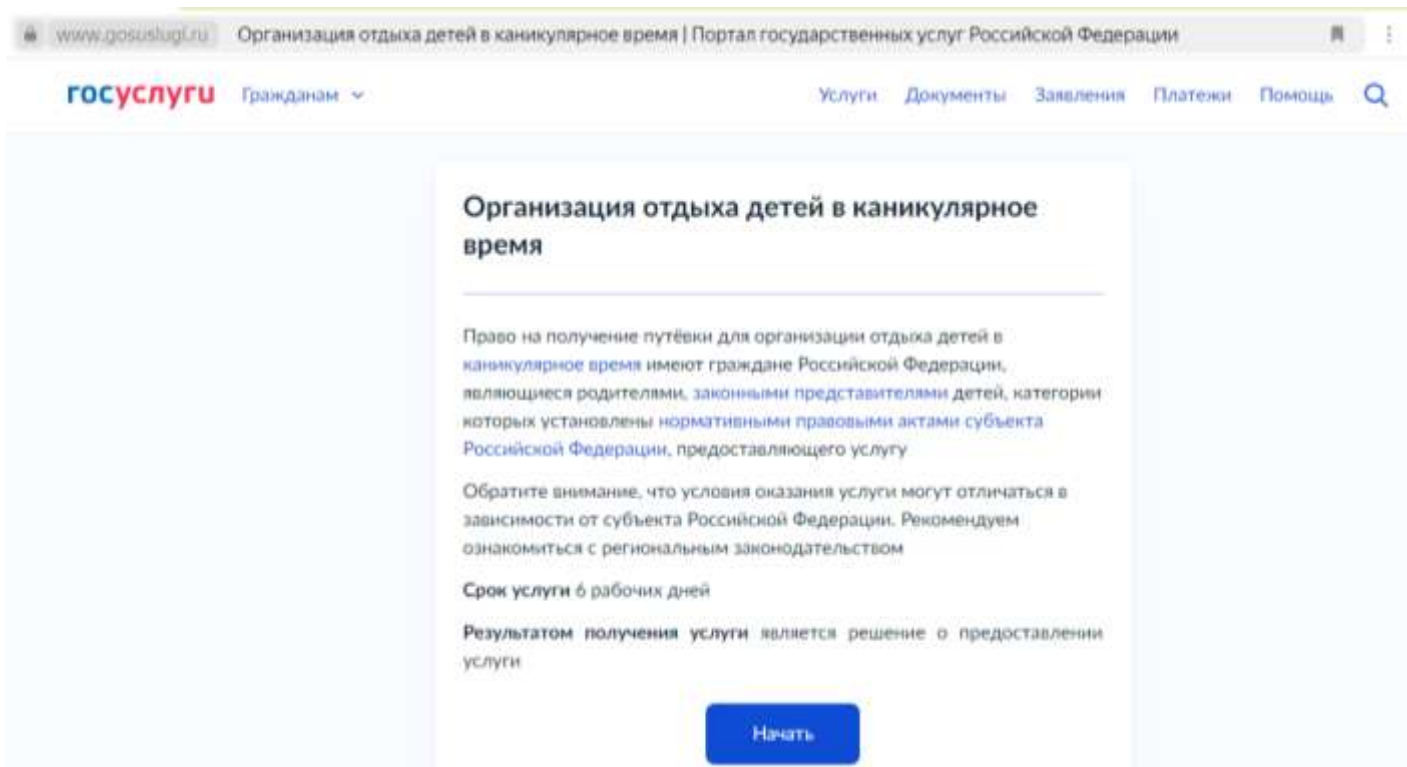 www.gosuslugi.ru Организация отдыха детей в каникулярное время | Портал государственных услуг Российской Федерации
госуслуги Гражданам Услуги Документы Заявления Платежи Помощь
Организация отдыха детей в каникулярное
время
Право на получение путёвки для организации отдыха детей в
каникулярное время имеют граждане Российской Федерации,
являющиеся родителями, законными представителями детей, категории
которых установлены нормативными правовыми актами субъекта
Российской Федерации, предоставляющего услугу
Обратите внимание, что условия оказания услуги могут отличаться в
зависимости от субъекта Российской Федерации. Рекомендуем
ознакомиться с региональным законодательством
Срок услуги 6 рабочих дней
Результатом получения услуги является решение о предоставлении
услуги
Начать